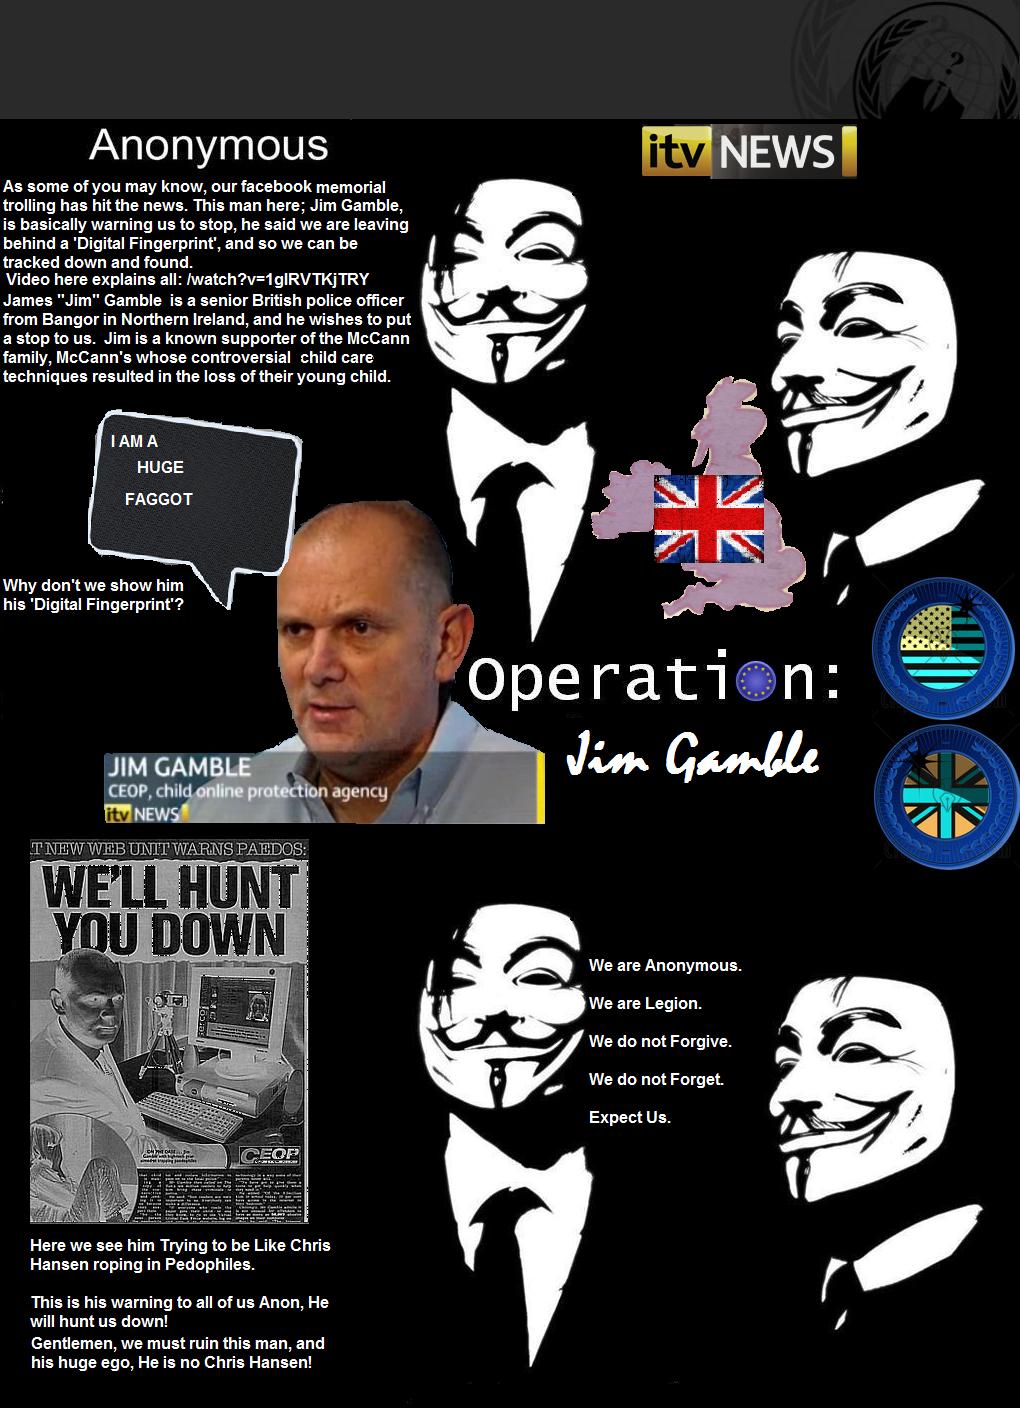 Anonymous
itv NEWS
As some of you may know, our facebook memorial
trolling has hit the news. This man here; Jim Gamble,
is basically warning us to stop, he said we are leaving
behind a 'Digital Fingerprint', and so we can be
tracked down and found.
Video here explains all: /watch?v=1glRVTKjTRY
James "Jim" Gamble is a senior British police officer
from Bangor in Northern Ireland, and he wishes to put
a stop to us. Jim is a known supporter of the McCann
family, McCann's whose controversial child care
techniques resulted in the loss of their young child.
I AM A
HUGE
FAGGOT
Why don't we show him
his 'Digital Fingerprint'?
Operation:
Jim Gamble
JIM GAMBLE
CEOP, child online protection agency
itv NEWS
AT NEW WEB UNIT WARNS PAEDOS:
WE'LL HUNT
YOU DOWN
CEOP
We are Anonymous.
We are Legion.
We do not Forgive.
We do not Forget.
Expect Us.
Here we see him Trying to be Like Chris
Hansen roping in Pedophiles.
This is his warning to all of us Anon, He
will hunt us down!
Gentlemen, we must ruin this man, and
his huge ego, He is no Chris Hansen!